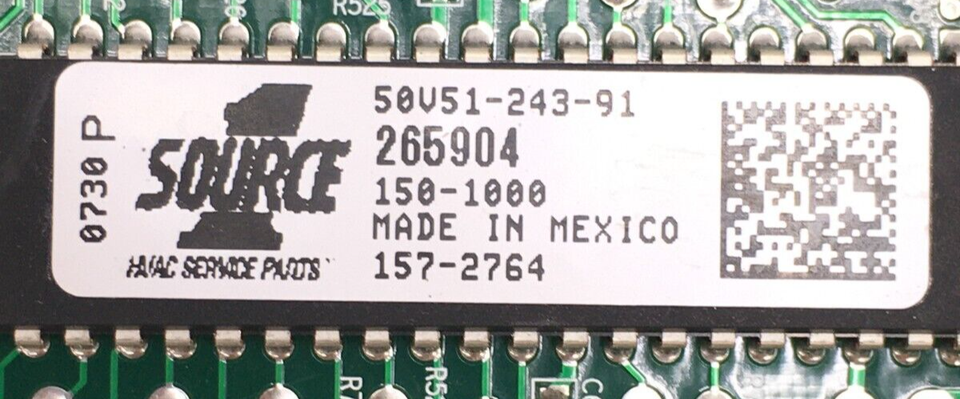 R525
0730 P
SOURCE 1
HVAC SERVICE PARTS
50V51-243-91
265904
150-1000
MADE IN MEXICO
157-2764